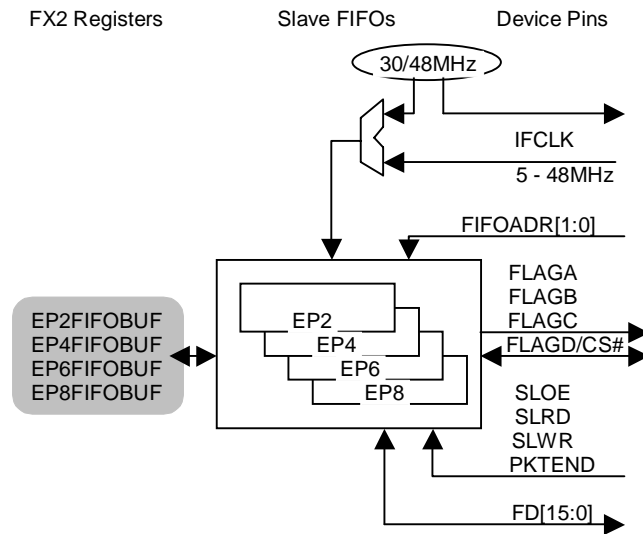 FX2 Registers
Slave FIFOs
Device Pins
30/48MHz
IFCLK
5 - 48MHz
FIFOADR[1:0]
FLAGA
FLAGB
FLAGC
FLAGD/CS#
EP2FIFOBUF
EP4FIFOBUF
EP6FIFOBUF
EP8FIFOBUF
EP2
EP4
EP6
EP8
SLOE
SLRD
SLWR
PKTEND
FD[15:0]